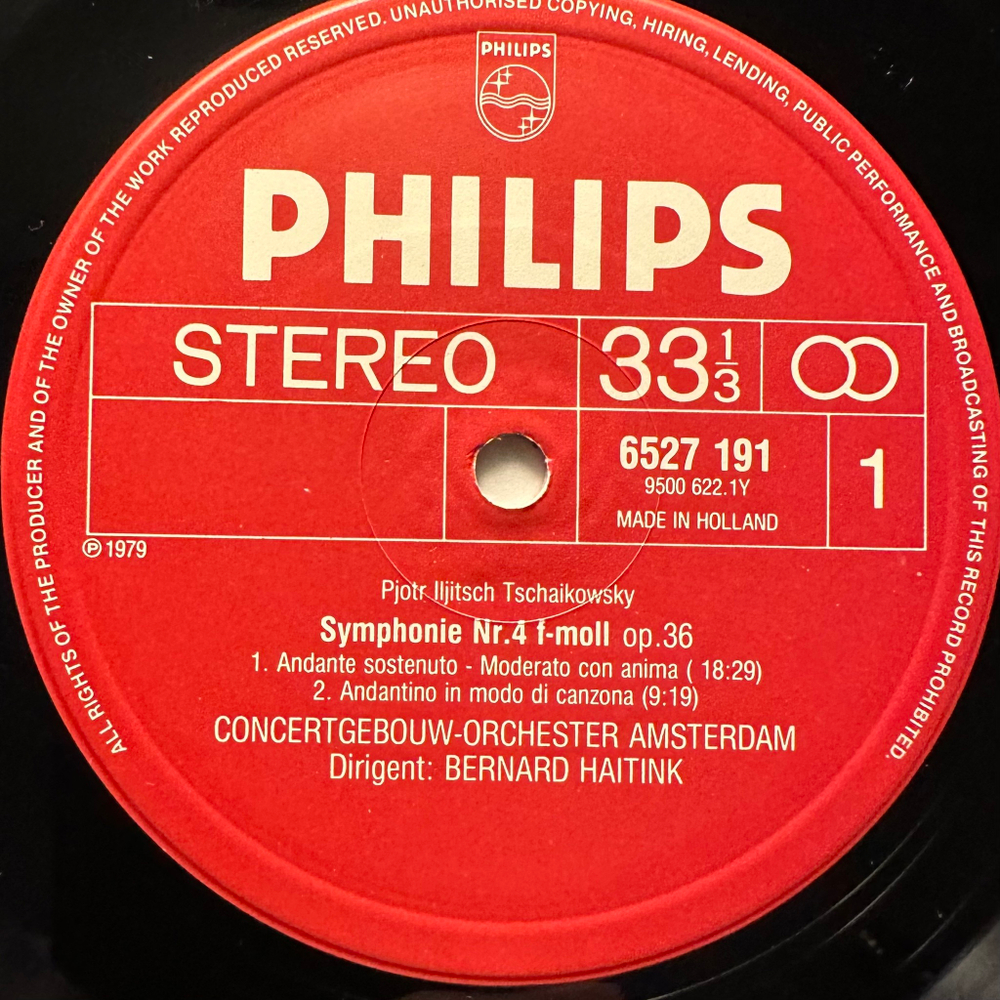 ALL RIGHTS OF THE PRODUCER AND OF THE OWNER OF THE WORK REPRODUCED RESERVED. UNAUTHORISED COPYING, HIRING, LENDING, PUBLIC PERFORMANCE AND BROADCASTING OF THIS RECORD PROHIBITED.
PHILIPS
PHILIPS
STEREO 33 1/3
6527 191
9500 622.1Y
1
MADE IN HOLLAND
℗ 1979
Pjotr Iljitsch Tschaikowsky
Symphonie Nr.4 f-moll op.36
1. Andante sostenuto - Moderato con anima ( 18:29)
2. Andantino in modo di canzona (9:19)
CONCERTGEBOUW-ORCHESTER AMSTERDAM
Dirigent: BERNARD HAITINK